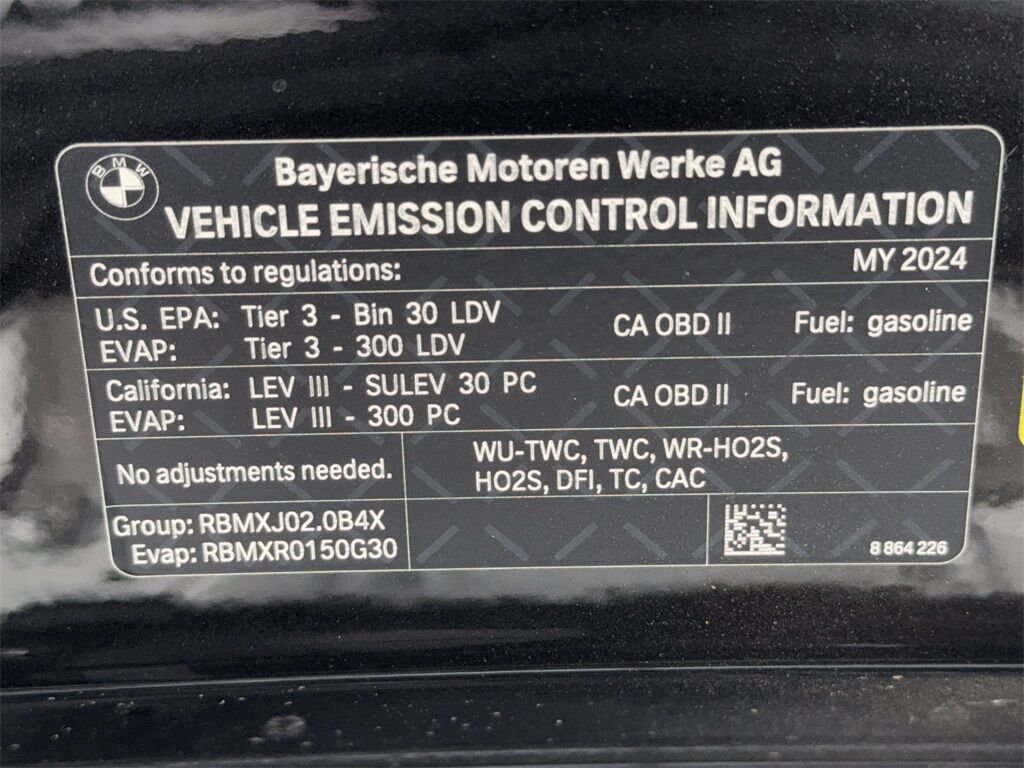 BMW
Bayerische Motoren Werke AG
VEHICLE EMISSION CONTROL INFORMATION
Conforms to regulations: MY 2024
U.S. EPA: Tier 3 - Bin 30 LDV CA OBD II Fuel: gasoline
EVAP: Tier 3 - 300 LDV
California: LEV III - SULEV 30 PC CA OBD II Fuel: gasoline
EVAP: LEV III - 300 PC
No adjustments needed.
WU-TWC, TWC, WR-HO2S,
HO2S, DFI, TC, CAC
Group: RBMXJ02.0B4X
Evap: RBMXR0150G30
8 864 226